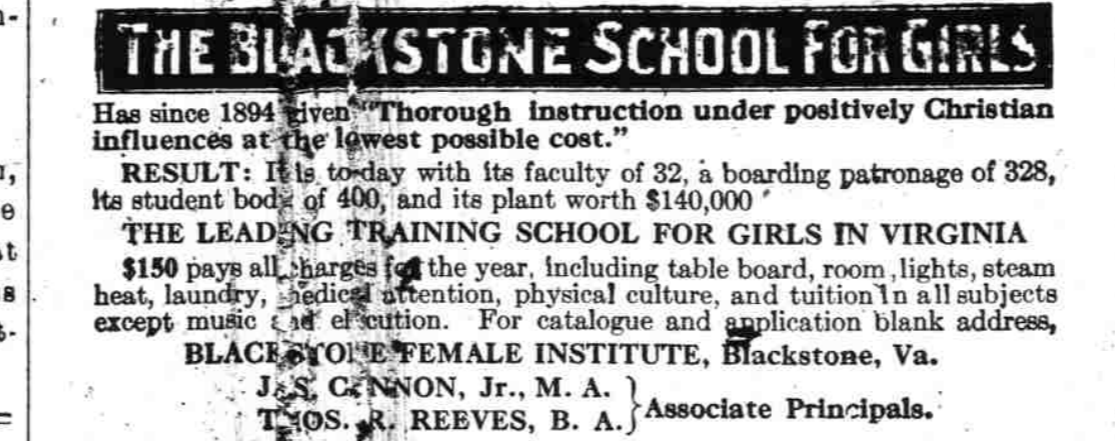 THE BLACKSTONE SCHOOL FOR GIRLS
Has since 1894 given "Thorough instruction under positively Christian
influences at the lowest possible cost."
RESULT: It is to-day with its faculty of 32, a boarding patronage of 328,
its student body of 400, and its plant worth $140,000
THE LEADING TRAINING SCHOOL FOR GIRLS IN VIRGINIA
$150 pays all charges for the year, including table board, room, lights, steam
heat, laundry, medical attention, physical culture, and tuition in all subjects
except music and elocution. For catalogue and application blank address,
BLACKSTONE FEMALE INSTITUTE, Blackstone, Va.
JAS. CANNON, Jr., M. A.
THOS. R. REEVES, B. A.
Associate Principals.